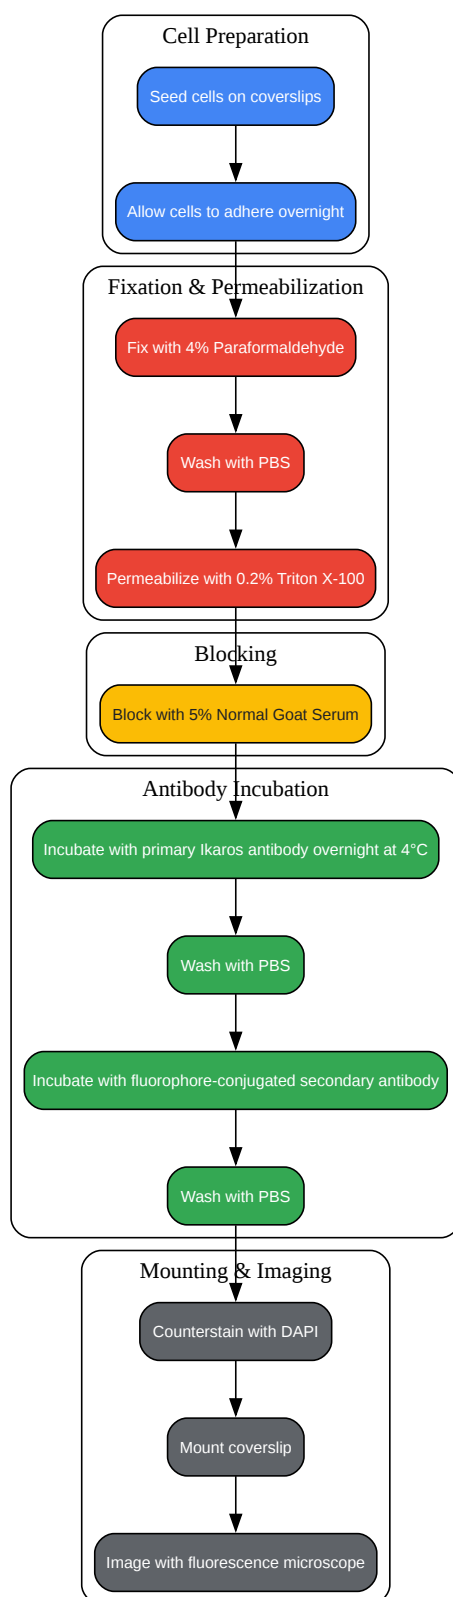 Cell Preparation
Seed cells on coverslips
Allow cells to adhere overnight
Fixation & Permeabilization
Fix with 4% Paraformaldehyde
Wash with PBS
Permeabilize with 0.2% Triton X-100
Blocking
Block with 5% Normal Goat Serum
Antibody Incubation
Incubate with primary Ikaros antibody overnight at 4°C
Wash with PBS
Incubate with fluorophore-conjugated secondary antibody
Wash with PBS
Mounting & Imaging
Counterstain with DAPI
Mount coverslip
Image with fluorescence microscope